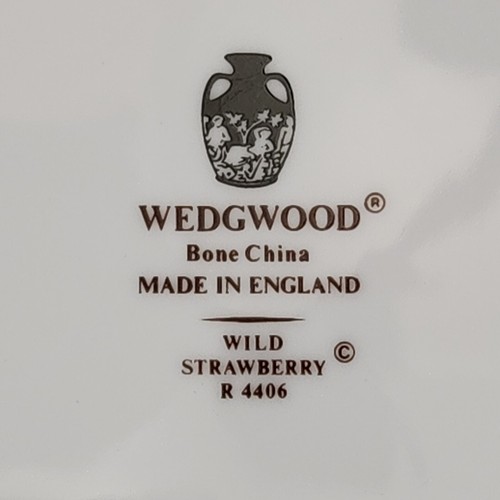 WEDGWOOD®
Bone China
MADE IN ENGLAND
WILD
STRAWBERRY ©
R 4406